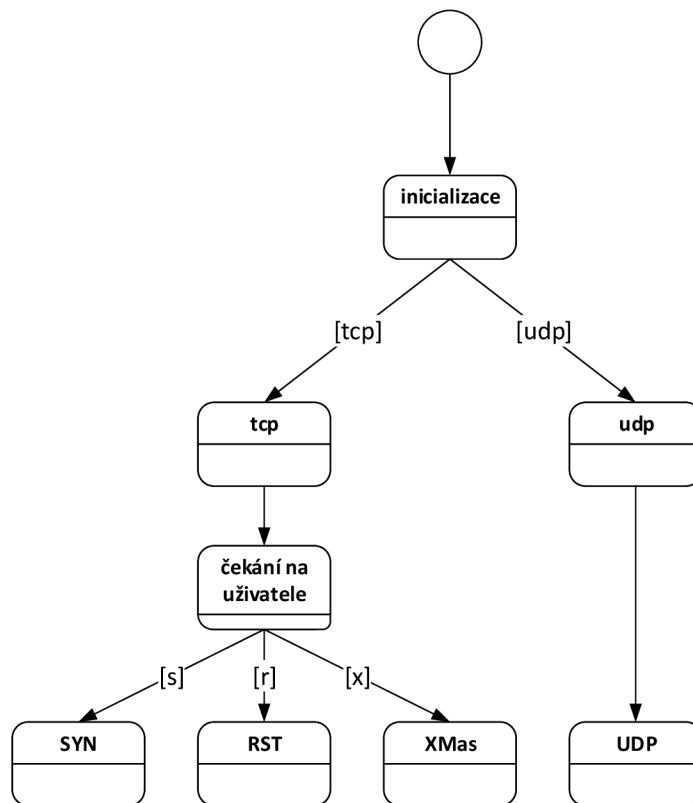 inicializace
[tcp]
[udp]
tcp
udp
čekání na
uživatele
[s]
[r]
[x]
SYN
RST
XMas
UDP